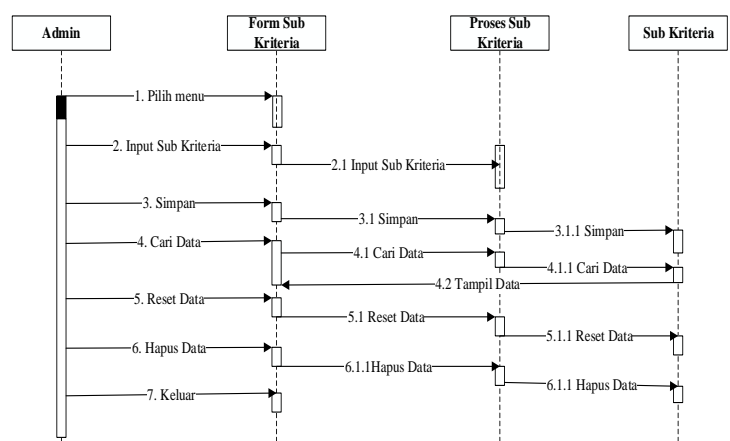 Admin
Form Sub
Kriteria
Proses Sub
Kriteria
Sub Kriteria
1. Pilih menu
2. Input Sub Kriteria
2.1 Input Sub Kriteria
3. Simpan
3.1 Simpan
3.1.1 Simpan
4. Cari Data
4.1 Cari Data
4.1.1 Cari Data
4.2 Tampil Data
5. Reset Data
5.1 Reset Data
5.1.1 Reset Data
6. Hapus Data
6.1.1Hapus Data
6.1.1 Hapus Data
7. Keluar